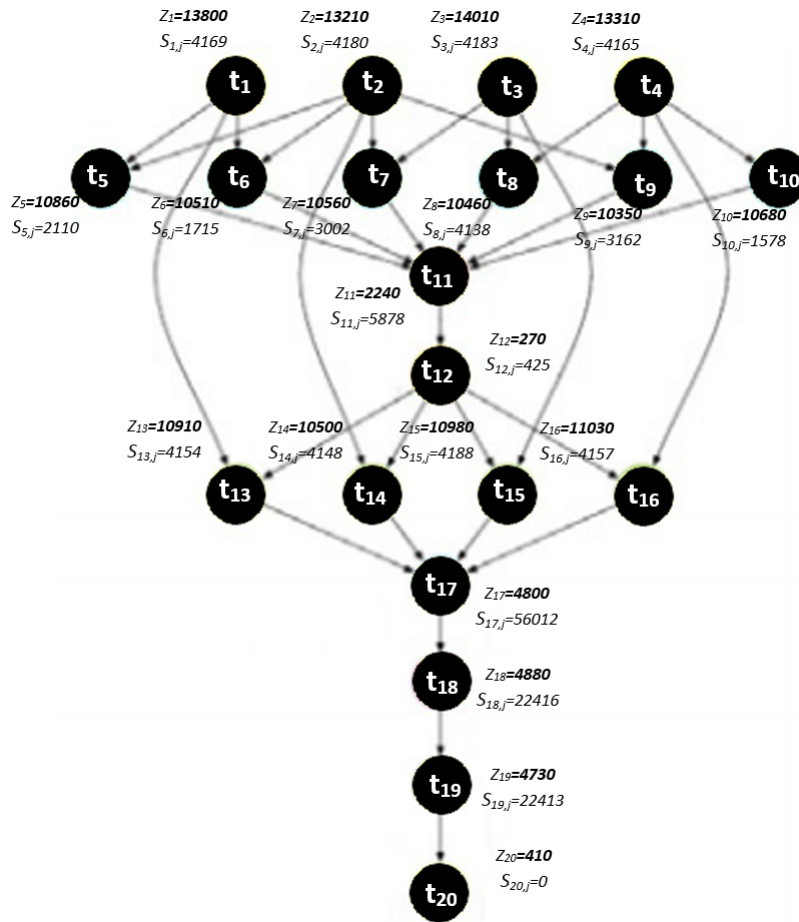 Z1=13800 Z2=13210 Z3=14010 Z4=13310
S1,j=4169 S2,j=4180 S3,j=4183 S4,j=4165
t1 t2 t3 t4
t5 t6 t7 t8 t9 t10
Z5=10860 Z6=10510 Z7=10560 Z8=10460 Z9=10350 Z10=10680
S5,j=2110 S6,j=1715 S7,j=3002 S8,j=4138 S9,j=3162 S10,j=1578
t11
Z11=2240
S11,j=5878
Z12=270
S12,j=425
t12
Z13=10910 Z14=10500 Z15=10980 Z16=11030
S13,j=4154 S14,j=4148 S15,j=4188 S16,j=4157
t13 t14 t15 t16
t17
Z17=4800
S17,j=56012
t18
Z18=4880
S18,j=22416
t19
Z19=4730
S19,j=22413
Z20=410
S20,j=0
t20